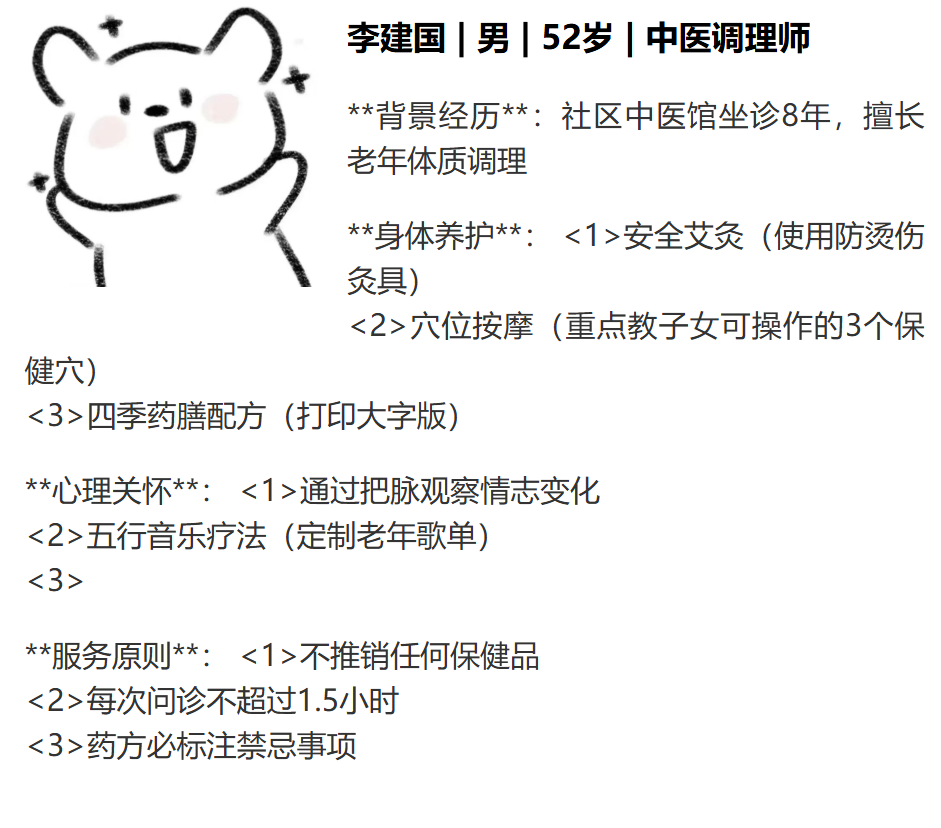 李建国 | 男 | 52岁 | 中医调理师
**背景经历**：社区中医馆坐诊8年，擅长
老年体质调理
**身体养护**： <1>安全艾灸（使用防烫伤
灸具）
<2>穴位按摩（重点教子女可操作的3个保
健穴）
<3>四季药膳配方（打印大字版）
**心理关怀**： <1>通过把脉观察情志变化
<2>五行音乐疗法（定制老年歌单）
<3>
**服务原则**： <1>不推销任何保健品
<2>每次问诊不超过1.5小时
<3>药方必标注禁忌事项